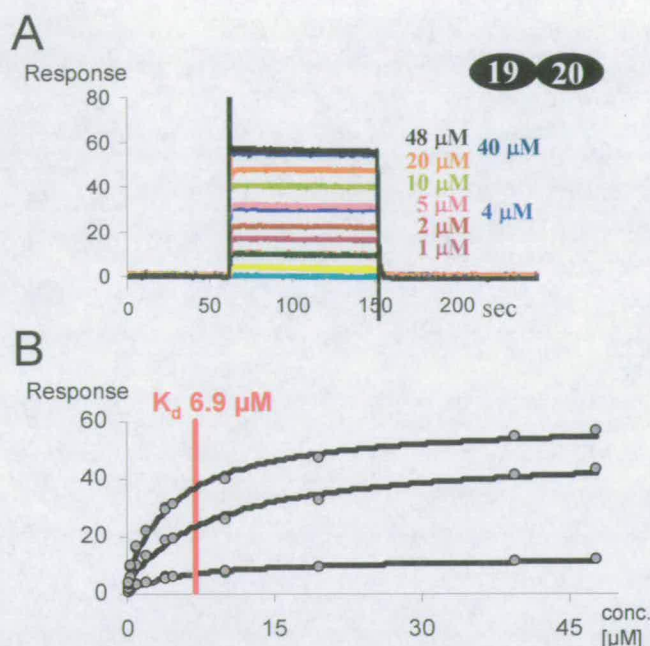 A
Response
19 20
80
60
40
20
0
48 µM
40 µM
20 µM
10 µM
5 µM
4 µM
2 µM
1 µM
0 50 100 150 200 sec
B
Response
Kd 6.9 µM
60
40
20
0
0 15 30 45 conc.
[µM]